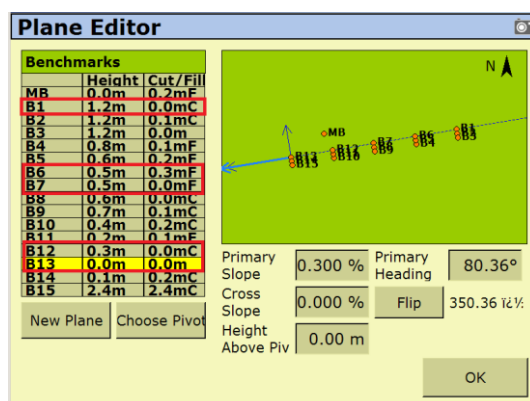 Plane Editor
Benchmarks
Height Cut/Fill
MB 0.0m 0.2mF
B1 1.2m 0.0mC
B2 1.2m 0.1mC
B3 1.2m 0.0m
B4 0.8m 0.1mF
B5 0.6m 0.2mF
B6 0.5m 0.3mF
B7 0.5m 0.0mF
B8 0.6m 0.0mC
B9 0.7m 0.1mC
B10 0.4m 0.2mC
B11 0.2m 0.1mF
B12 0.3m 0.0mC
B13 0.0m 0.0m
B14 0.1m 0.2mC
B15 2.4m 2.4mC
New Plane Choose Pivot
N
MB
B6
B4
B9
B12
B10
Primary Slope 0.300 %
Primary Heading 80.36°
Cross Slope 0.000 %
Flip 350.36 ï¿½
Height Above Piv 0.00 m
OK